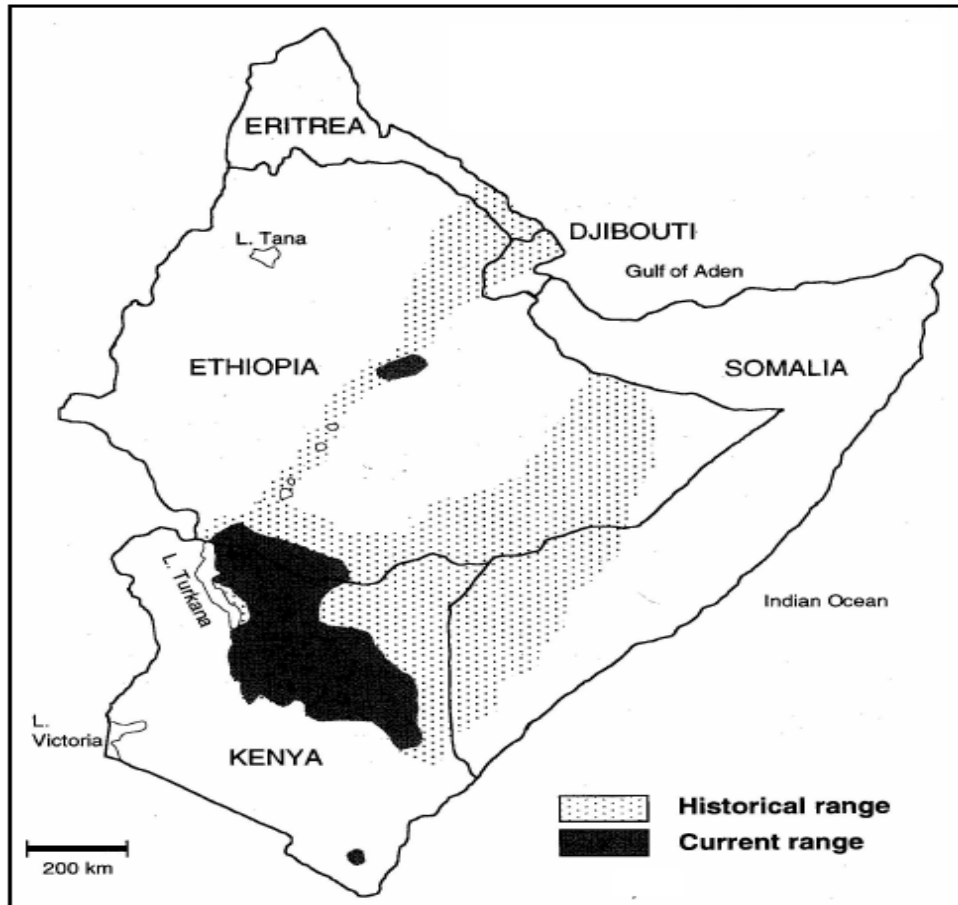 ERITREA
L. Tana
DJIBOUTI
Gulf of Aden
ETHIOPIA
SOMALIA
L. Turkana
Indian Ocean
L.
Victoria
KENYA
Historical range
Current range
200 km